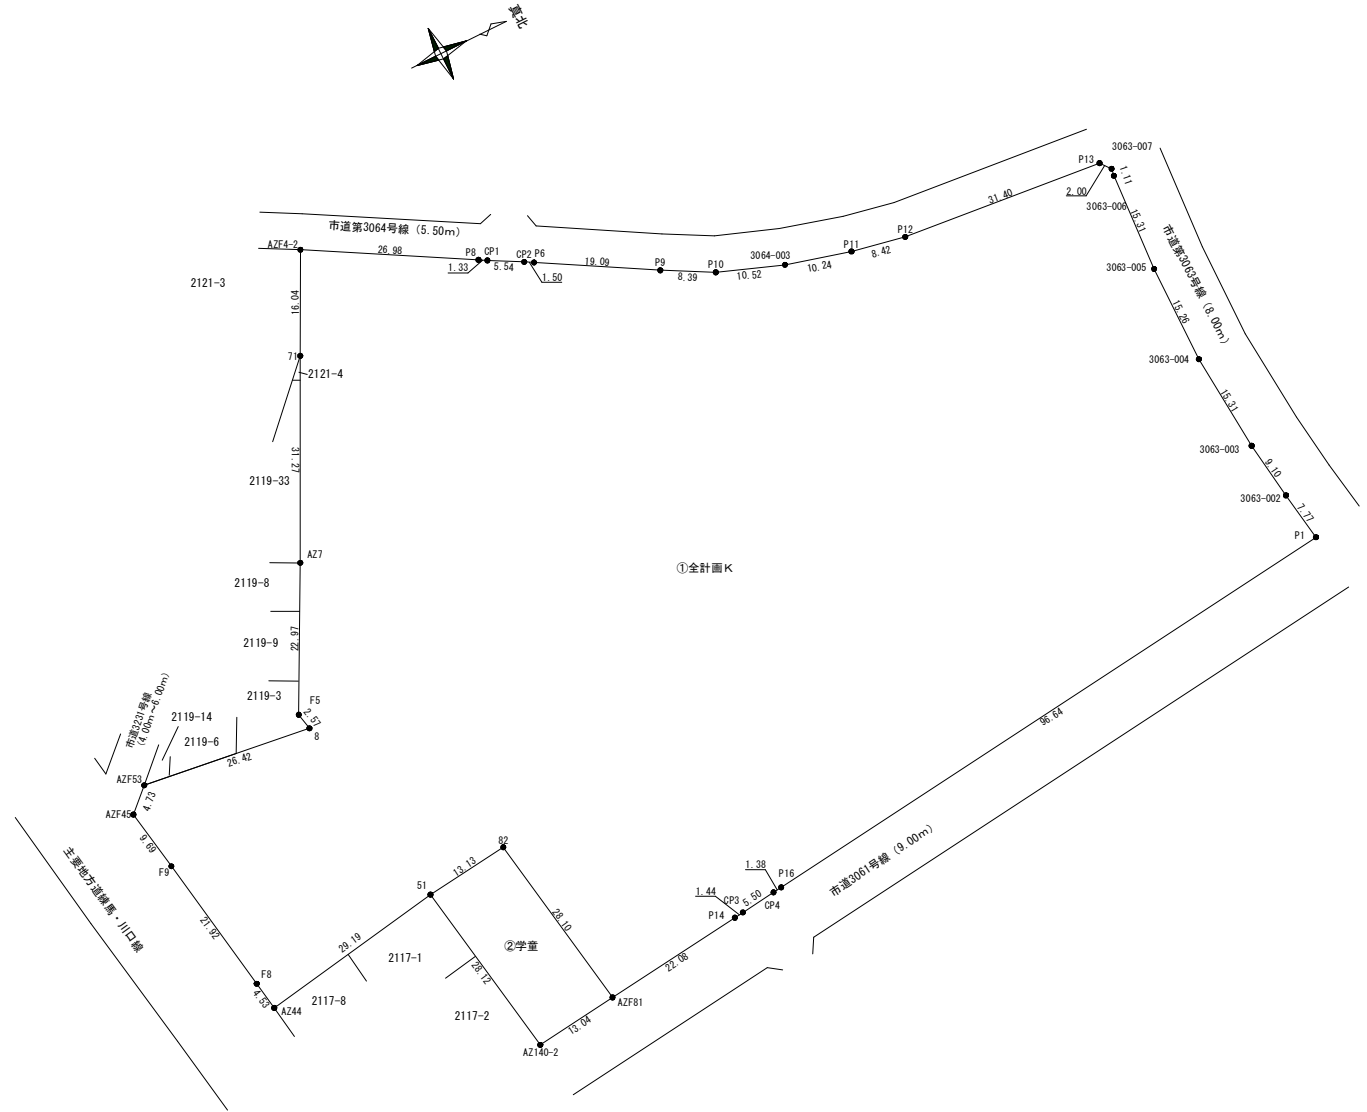 真北
3063-007
P13
1.11
2.00
3063-006
31.40
15.31
市道第3064号線（5.50ｍ）
市道第3063号線（8.00ｍ）
P12
AZF4-2
26.98
P8
CP1
CP2
P6
3064-003
P11
8.42
1.33
5.54
1.50
19.09
P9
8.39
P10
10.52
10.24
3063-005
2121-3
16.04
15.26
71
2121-4
3063-004
15.31
31.27
2119-33
3063-003
9.10
3063-002
7.77
P1
AZ7
①全計画Ｋ
2119-8
2119-9
22.97
2119-3
F5
2.57
8
市道3231号線
（4.00ｍ～6.00ｍ）
2119-14
2119-6
26.42
96.64
AZF53
4.73
AZF45
9.69
F9
主要地方道練馬・川口線
82
13.13
51
1.38
P16
市道3061号線（9.00ｍ）
1.44
CP3
5.50
CP4
P14
21.92
29.19
28.10
②学童
2117-1
28.12
22.08
F8
4.53
AZ44
2117-8
2117-2
AZF81
13.04
AZ140-2